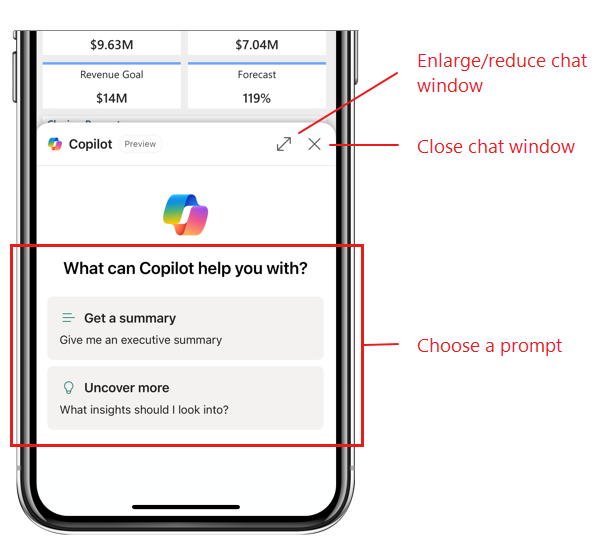 $9.63M
$7.04M
Revenue Goal
Forecast
$14M
119%
Copilot
Preview
What can Copilot help you with?
Get a summary
Give me an executive summary
Uncover more
What insights should I look into?
Enlarge/reduce chat
window
Close chat window
Choose a prompt